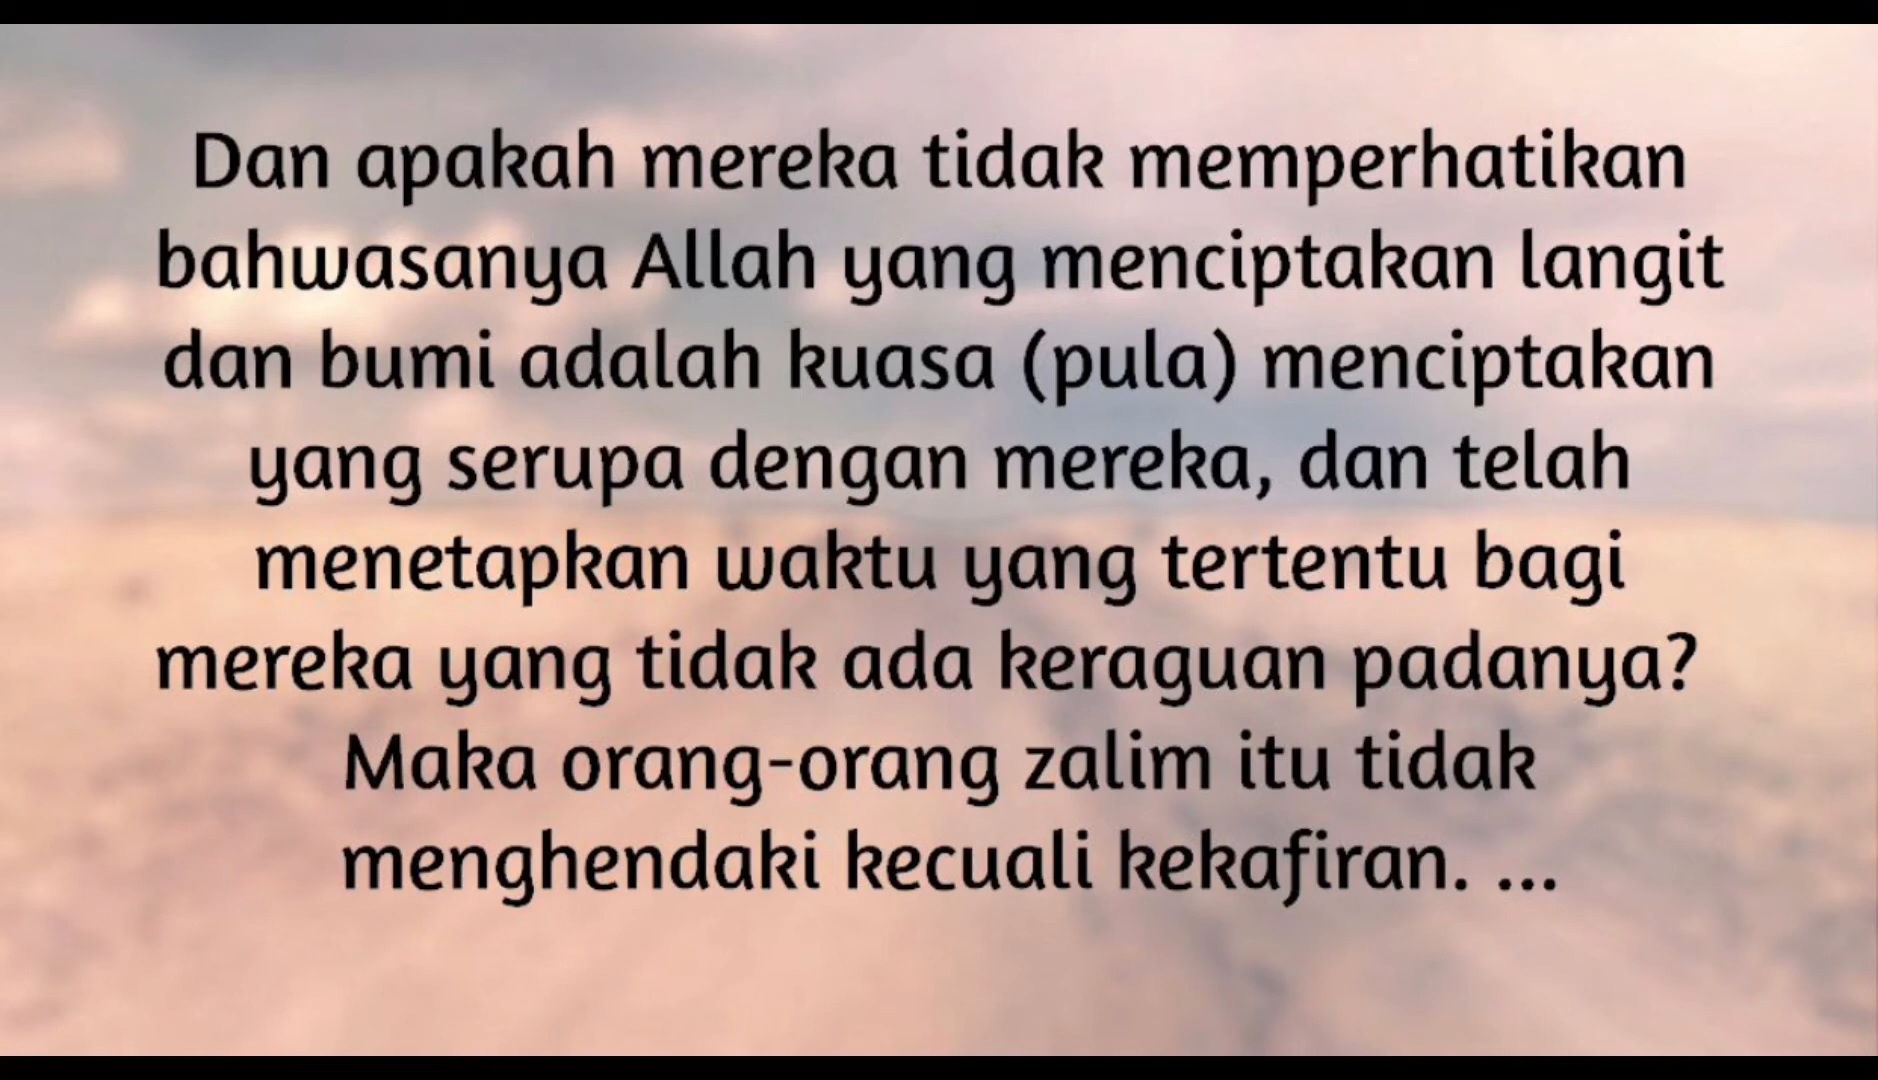 Dan apakah mereka tidak memperhatikan
bahwasanya Allah yang menciptakan langit
dan bumi adalah kuasa (pula) menciptakan
yang serupa dengan mereka, dan telah
menetapkan waktu yang tertentu bagi
mereka yang tidak ada keraguan padanya?
Maka orang-orang zalim itu tidak
menghendaki kecuali kekafiran. ...